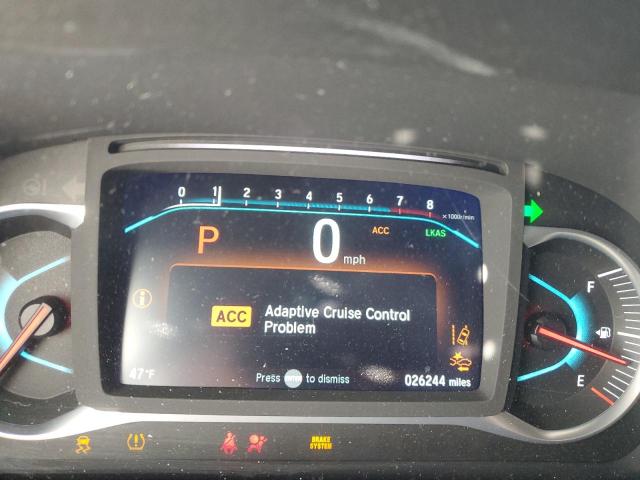 0 1 2 3 4 5 6 7 8
×1000r/min
P 0 mph ACC LKAS
ACC Adaptive Cruise Control
Problem
47°F Press ENTER to dismiss 026244 miles
F
E
BRAKE
SYSTEM